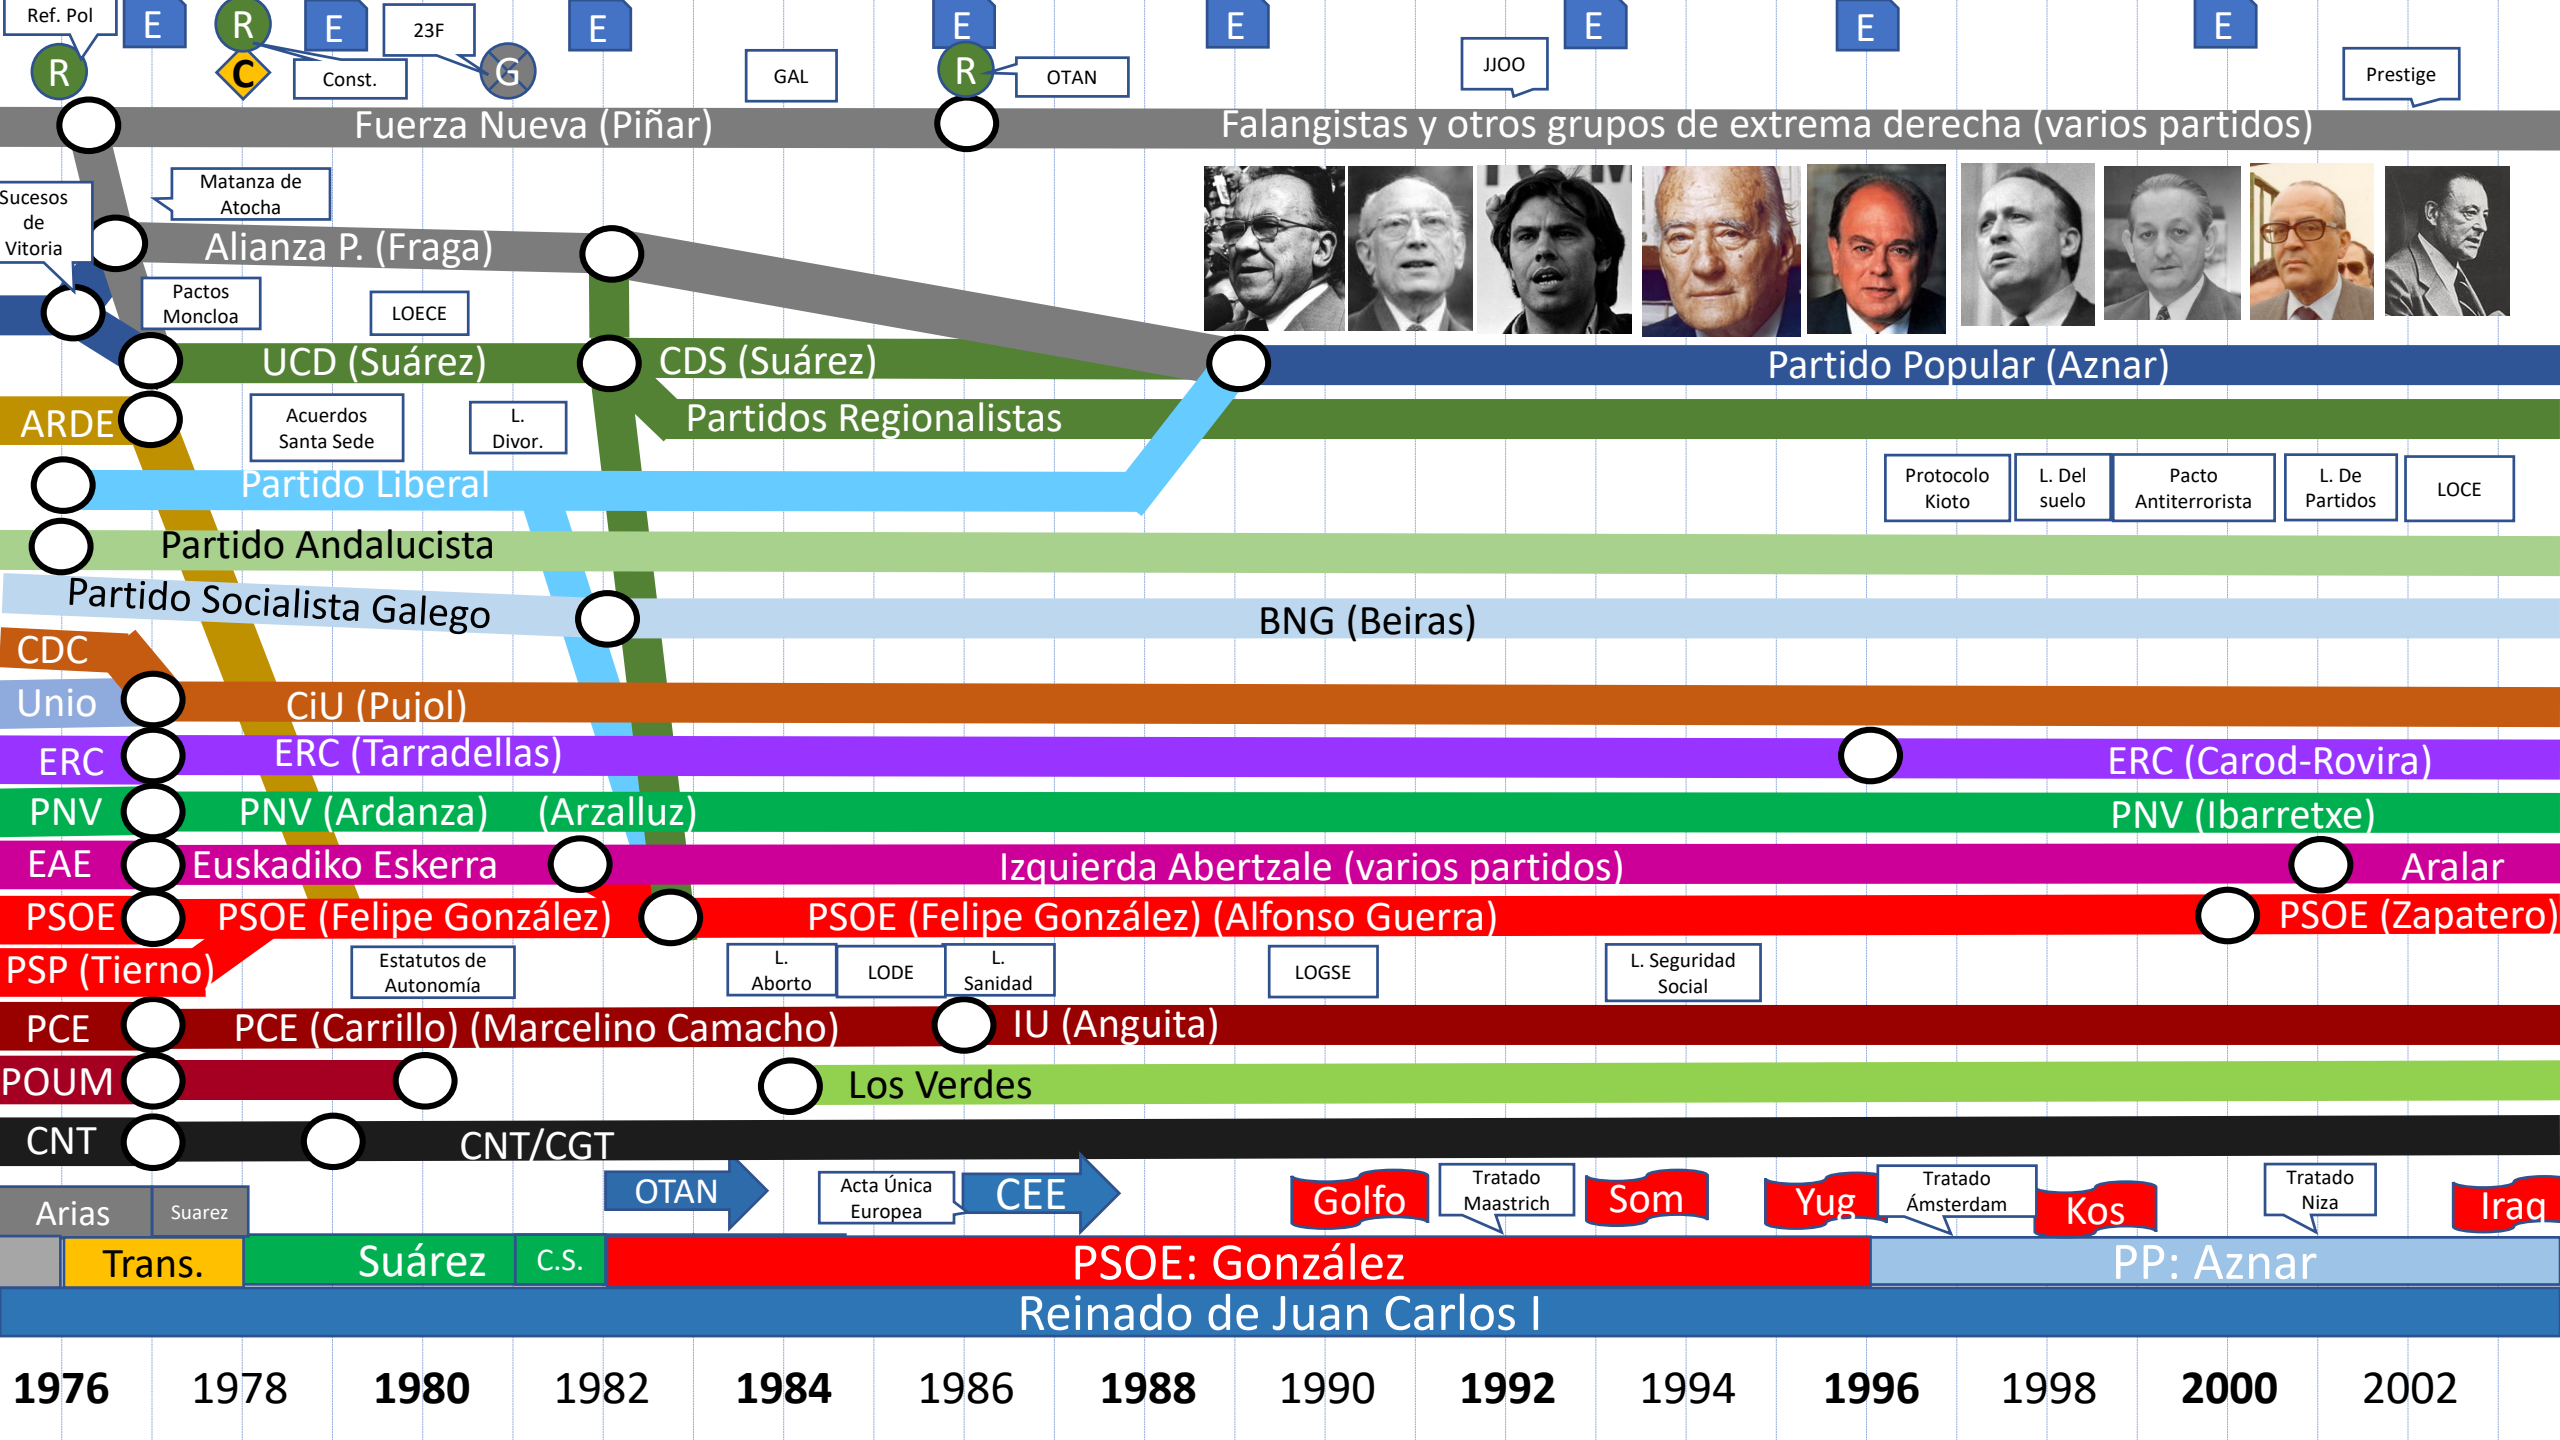 Ref. Pol
E
R
E
23F
E
E
E
E
E
E
R
C
Const.
G
GAL
R
OTAN
JJOO
Prestige
Fuerza Nueva (Piñar)
Falangistas y otros grupos de extrema derecha (varios partidos)
Matanza de
Atocha
Sucesos
de
Vitoria
Alianza P. (Fraga)
Pactos
Moncloa
LOECE
UCD (Suárez)
CDS (Suárez)
Partido Popular (Aznar)
ARDE
Acuerdos
Santa Sede
L.
Divor.
Partidos Regionalistas
Partido Liberal
Protocolo
Kioto
L. Del
suelo
Pacto
Antiterrorista
L. De
Partidos
LOCE
Partido Andalucista
Partido Socialista Galego
BNG (Beiras)
CDC
Unio
CiU (Pujol)
ERC
ERC (Tarradellas)
ERC (Carod-Rovira)
PNV
PNV (Ardanza)
(Arzalluz)
PNV (Ibarretxe)
EAE
Euskadiko Eskerra
Izquierda Abertzale (varios partidos)
Aralar
PSOE
PSOE (Felipe González)
PSOE (Felipe González) (Alfonso Guerra)
PSOE (Zapatero)
PSP (Tierno)
Estatutos de
Autonomía
L.
Aborto
LODE
L.
Sanidad
LOGSE
L. Seguridad
Social
PCE
PCE (Carrillo) (Marcelino Camacho)
IU (Anguita)
POUM
Los Verdes
CNT
CNT/CGT
Arias
Suarez
OTAN
Acta Única
Europea
CEE
Golfo
Tratado
Maastrich
Som
Yug
Tratado
Ámsterdam
Kos
Tratado
Niza
Iraq
Trans.
Suárez
C.S.
PSOE: González
PP: Aznar
Reinado de Juan Carlos I
1976
1978
1980
1982
1984
1986
1988
1990
1992
1994
1996
1998
2000
2002